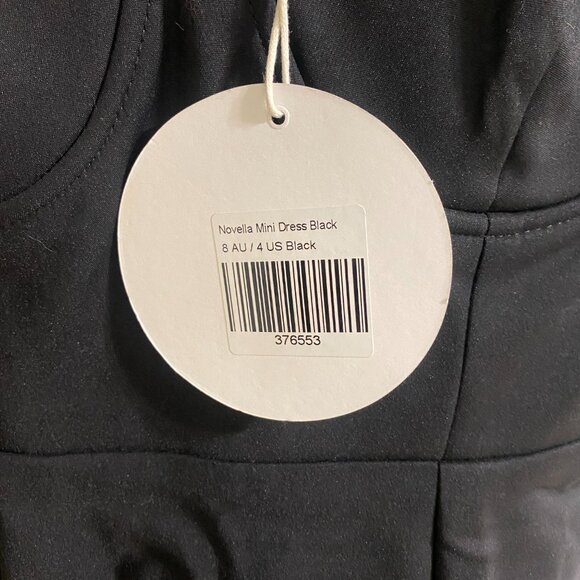 Novella Mini Dress Black
8 AU / 4 US Black
376553